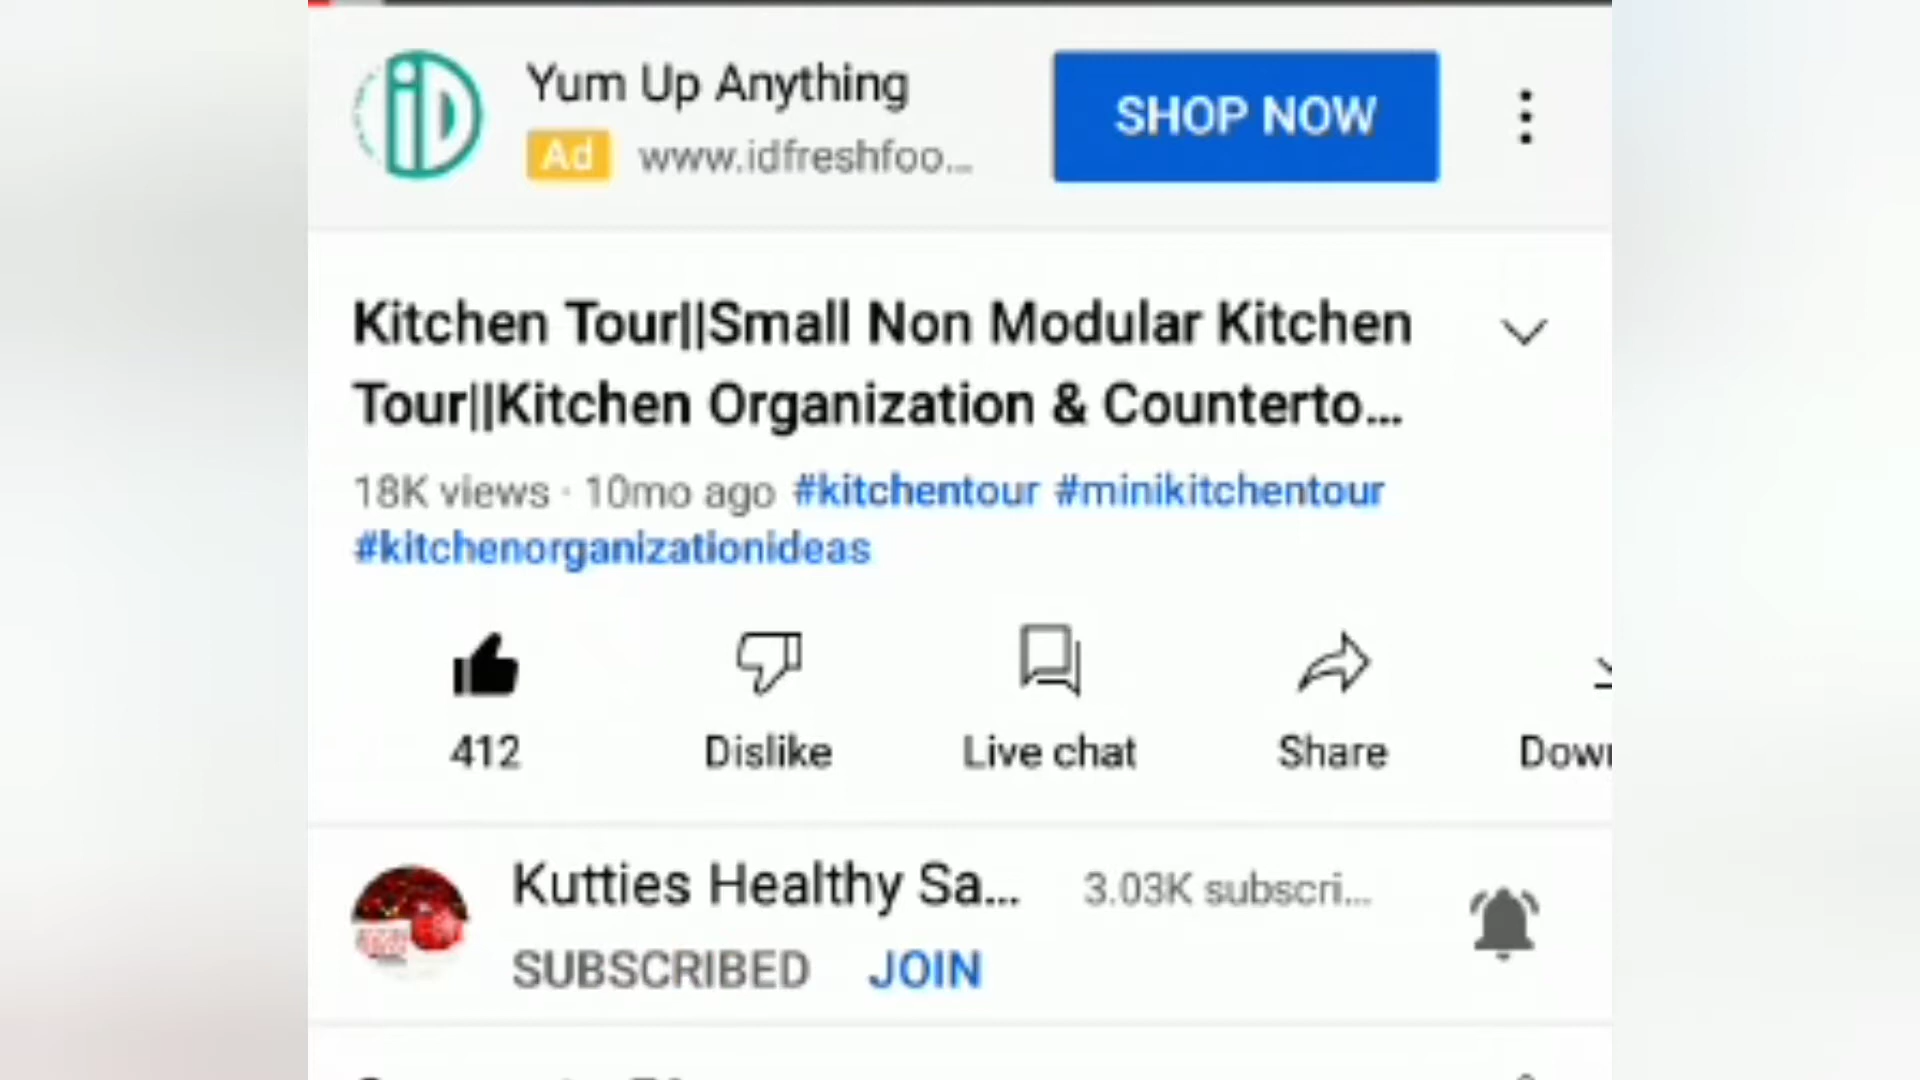 iD
Yum Up Anything
Ad www.idfreshfoo...
SHOP NOW
Kitchen Tour||Small Non Modular Kitchen
Tour||Kitchen Organization & Counterto...
18K views · 10mo ago #kitchentour #minikitchentour
#kitchenorganizationideas
412
Dislike
Live chat
Share
Down
Kutties Healthy Sa... 3.03K subscri...
SUBSCRIBED JOIN